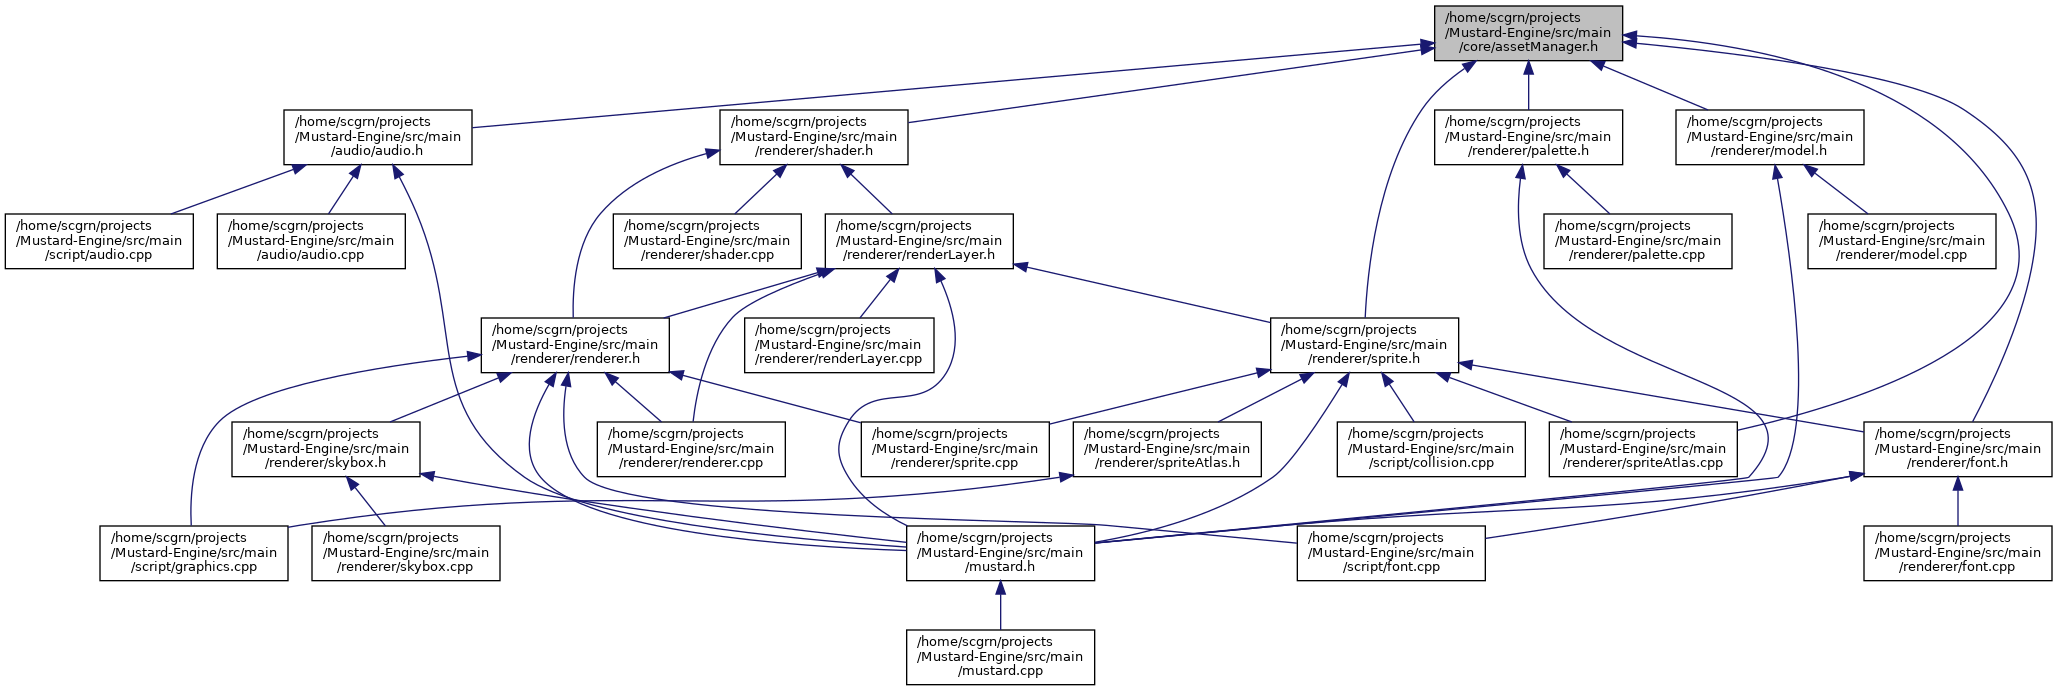 /home/scgrn/projects
/Mustard-Engine/src/main
/core/assetManager.h
/home/scgrn/projects
/Mustard-Engine/src/main
/audio/audio.h
/home/scgrn/projects
/Mustard-Engine/src/main
/renderer/shader.h
/home/scgrn/projects
/Mustard-Engine/src/main
/renderer/palette.h
/home/scgrn/projects
/Mustard-Engine/src/main
/renderer/model.h
/home/scgrn/projects
/Mustard-Engine/src/main
/script/audio.cpp
/home/scgrn/projects
/Mustard-Engine/src/main
/audio/audio.cpp
/home/scgrn/projects
/Mustard-Engine/src/main
/renderer/shader.cpp
/home/scgrn/projects
/Mustard-Engine/src/main
/renderer/renderLayer.h
/home/scgrn/projects
/Mustard-Engine/src/main
/renderer/palette.cpp
/home/scgrn/projects
/Mustard-Engine/src/main
/renderer/model.cpp
/home/scgrn/projects
/Mustard-Engine/src/main
/renderer/renderer.h
/home/scgrn/projects
/Mustard-Engine/src/main
/renderer/renderLayer.cpp
/home/scgrn/projects
/Mustard-Engine/src/main
/renderer/sprite.h
/home/scgrn/projects
/Mustard-Engine/src/main
/renderer/skybox.h
/home/scgrn/projects
/Mustard-Engine/src/main
/renderer/renderer.cpp
/home/scgrn/projects
/Mustard-Engine/src/main
/renderer/sprite.cpp
/home/scgrn/projects
/Mustard-Engine/src/main
/renderer/spriteAtlas.h
/home/scgrn/projects
/Mustard-Engine/src/main
/script/collision.cpp
/home/scgrn/projects
/Mustard-Engine/src/main
/renderer/spriteAtlas.cpp
/home/scgrn/projects
/Mustard-Engine/src/main
/renderer/font.h
/home/scgrn/projects
/Mustard-Engine/src/main
/script/graphics.cpp
/home/scgrn/projects
/Mustard-Engine/src/main
/renderer/skybox.cpp
/home/scgrn/projects
/Mustard-Engine/src/main
/mustard.h
/home/scgrn/projects
/Mustard-Engine/src/main
/script/font.cpp
/home/scgrn/projects
/Mustard-Engine/src/main
/renderer/font.cpp
/home/scgrn/projects
/Mustard-Engine/src/main
/mustard.cpp